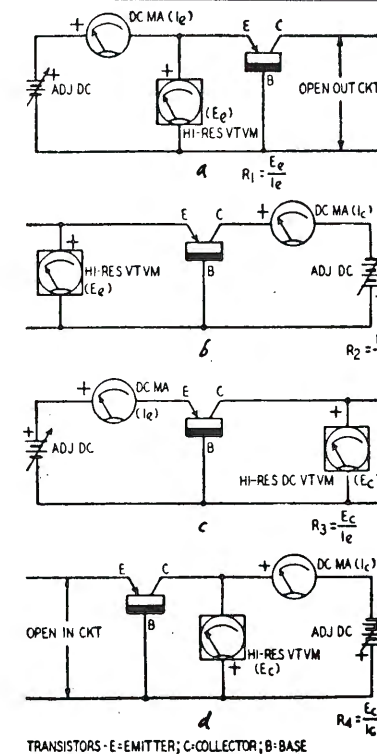 DC MA (Ie)
+
E C
+
ADJ DC
+
(Ee)
HI-RES VTVM
B
OPEN OUT CKT
a R1 = Ee/Ie
E C
+
DC MA (Ic)
+
HI-RES VTVM
(Ee)
B
ADJ DC
b
R2 =
DC MA
+
(Ie)
E C
+
ADJ DC
B
+
HI-RES DC VTVM
(Ec)
c
R3 = Ec/Ie
E C
+
DC MA (Ic)
B
OPEN IN CKT
HI-RES VTVM
+
(Ec)
ADJ DC
+
d
R4 = Ec/Ic
TRANSISTORS - E=EMITTER; C=COLLECTOR; B=BASE